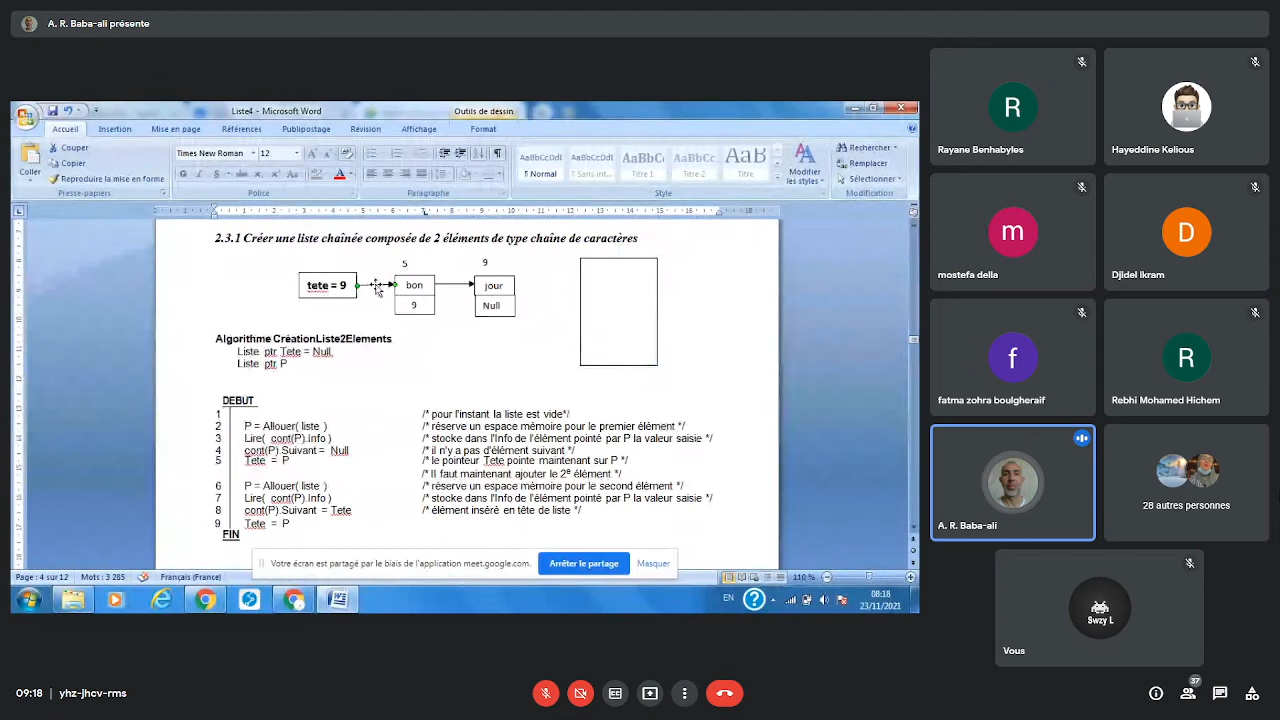 A. R. Baba-ali présente
Liste4 - Microsoft Word
Outils de dessin
Accueil Insertion Mise en page Références Publipostage Révision Affichage Format
Coller
Couper
Copier
Reproduire la mise en forme
Presse-papiers
Times New Roman 12
Police
Paragraphe
AaBbCcDd AaBbCcDd AaBbC AaBbCc AaB
¶ Normal ¶ Sans int... Titre 1 Titre 2 Titre
Modifier les styles
Style
Rechercher
Remplacer
Sélectionner
Modification
2.3.1 Créer une liste chaînée composée de 2 éléments de type chaîne de caractères
5 9
tete = 9 bon jour
9 Null
Algorithme CréationListe2Elements
Liste ptr Tete = Null,
Liste ptr P
DEBUT
1 /* pour l'instant la liste est vide*/
2 P = Allouer( liste ) /* réserve un espace mémoire pour le premier élément */
3 Lire( cont(P).Info ) /* stocke dans l'Info de l'élément pointé par P la valeur saisie */
4 cont(P).Suivant = Null /* il n'y a pas d'élément suivant */
5 Tete = P /* le pointeur Tete pointe maintenant sur P */
/* Il faut maintenant ajouter le 2e élément */
6 P = Allouer( liste ) /* réserve un espace mémoire pour le second élément */
7 Lire( cont(P).Info ) /* stocke dans l'Info de l'élément pointé par P la valeur saisie */
8 cont(P).Suivant = Tete /* élément inséré en tête de liste */
9 Tete = P
FIN
Votre écran est partagé par le biais de l'application meet.google.com. Arrêter le partage Masquer
Page : 4 sur 12 Mots : 3 285 Français (France) 110 %
EN 08:18
23/11/2021
R
Rayane Benhabyles
Hayeddine Kelious
m
mostefa della
D
Djidel Ikram
f
fatma zohra boulgheraif
R
Rebhi Mohamed Hichem
A. R. Baba-ali
28 autres personnes
Swzy L
Vous
09:18 | yhz-jhcv-rms
37